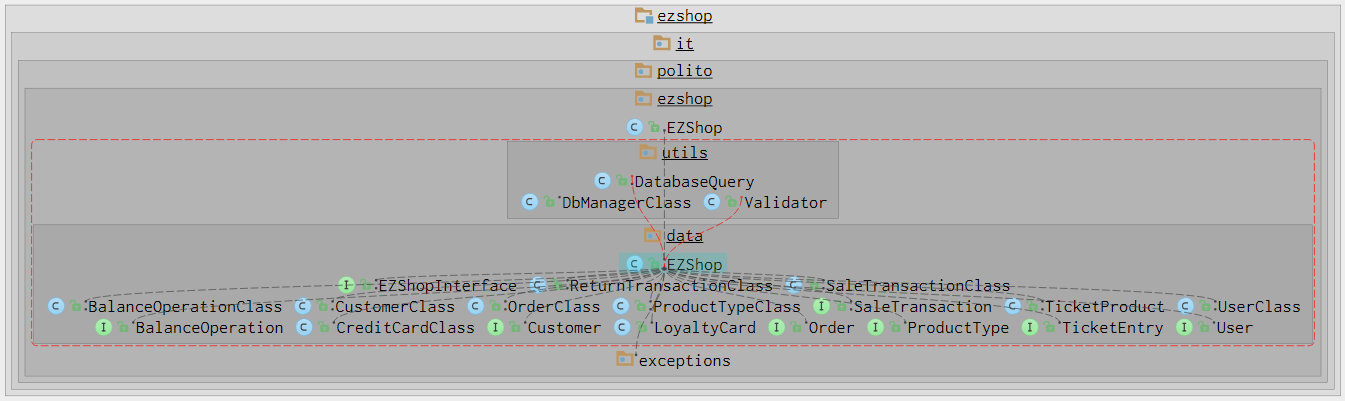 ezshop
it
polito
ezshop
EZShop
utils
DatabaseQuery
DbManagerClass Validator
data
EZShop
EZShopInterface ReturnTransactionClass SaleTransactionClass
BalanceOperationClass CustomerClass OrderClass ProductTypeClass SaleTransaction TicketProduct UserClass
BalanceOperation CreditCardClass Customer LoyaltyCard Order ProductType TicketEntry User
exceptions